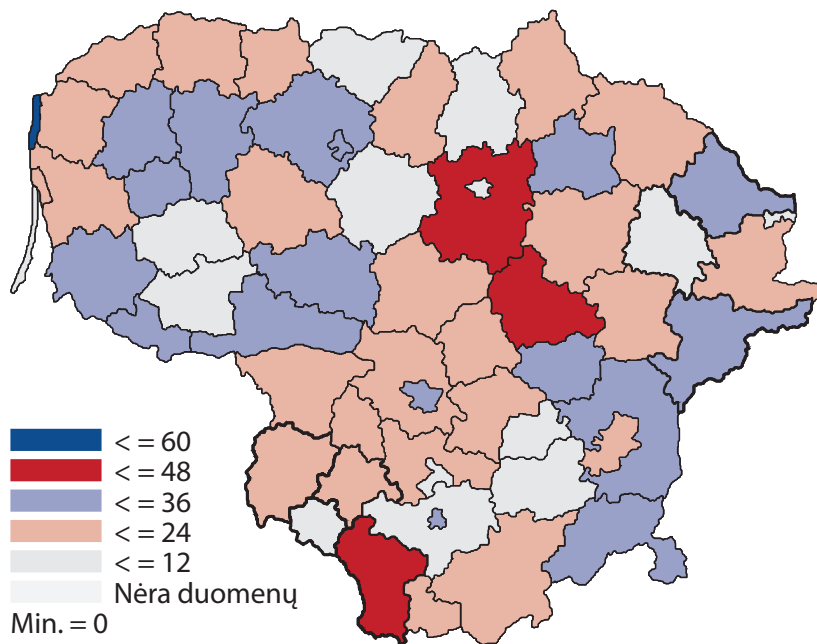 < = 60
< = 48
< = 36
< = 24
< = 12
Nėra duomenų
Min. = 0